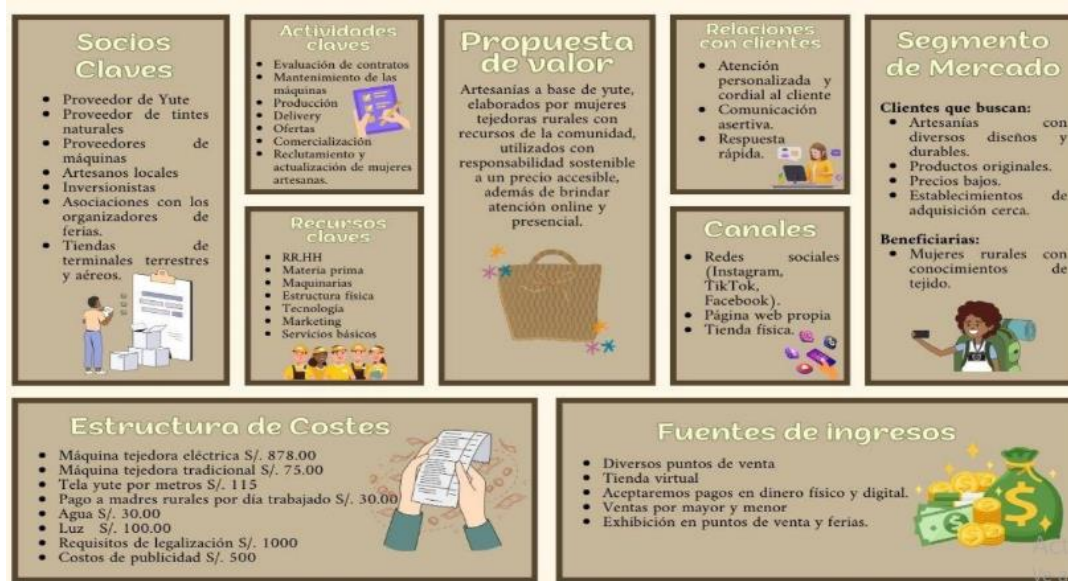 Socios
Claves
Proveedor de Yute
Proveedor de tintes
naturales
Proveedores de
máquinas
Artesanos locales
Inversionistas
Asociaciones con los
organizadores de
ferias.
Tiendas de
terminales terrestres
y aéreos.
Actividades
claves
Evaluación de contratos
Mantenimiento de las
máquinas
Producción
Delivery
Ofertas
Comercialización
Reclutamiento y
actualización de mujeres
artesanas.
Recursos
claves
RR.HH
Materia prima
Maquinarias
Estructura física
Tecnología
Marketing
Servicios básicos
Propuesta
de valor
Artesanías a base de yute,
elaborados por mujeres
tejedoras rurales con
recursos de la comunidad,
utilizados con
responsabilidad sostenible
a un precio accesible,
además de brindar
atención online y
presencial.
Relaciones
con clientes
Atención
personalizada y
cordial al cliente
Comunicación
asertiva.
Respuesta
rápida.
Canales
Redes sociales
(Instagram,
TikTok,
Facebook).
Página web propia
Tienda física.
Segmento
de Mercado
Clientes que buscan:
Artesanías con
diversos diseños y
durables.
Productos originales.
Precios bajos.
Establecimientos de
adquisición cerca.
Beneficiarias:
Mujeres rurales con
conocimientos de
tejido.
Estructura de Costes
Máquina tejedora eléctrica S/. 878.00
Máquina tejedora tradicional S/. 75.00
Tela yute por metros S/. 115
Pago a madres rurales por día trabajado S/. 30.00
Agua S/. 30.00
Luz S/. 100.00
Requisitos de legalización S/. 1000
Costos de publicidad S/. 500
Fuentes de ingresos
Diversos puntos de venta
Tienda virtual
Aceptaremos pagos en dinero físico y digital.
Ventas por mayor y menor
Exhibición en puntos de venta y ferias.